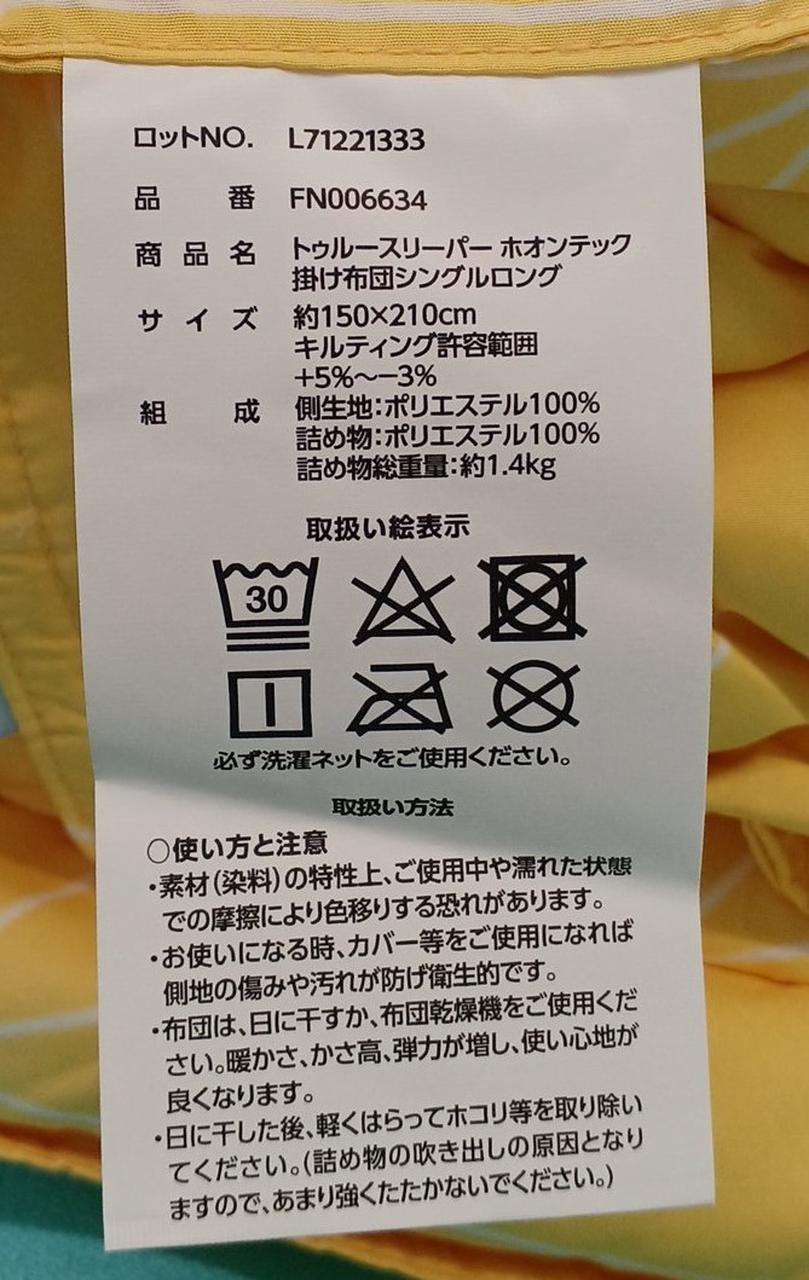 ロットNO. L71221333
品番 FN006634
商品名 トゥルースリーパー ホオンテック
掛け布団シングルロング
サイズ 約150×210cm
キルティング許容範囲
+5%～−3%
組成 側生地:ポリエステル100%
詰め物:ポリエステル100%
詰め物総重量:約1.4kg
取扱い絵表示
30
必ず洗濯ネットをご使用ください。
取扱い方法
○使い方と注意
・素材(染料)の特性上、ご使用中や濡れた状態
での摩擦により色移りする恐れがあります。
・お使いになる時、カバー等をご使用になれば
側地の傷みや汚れが防げ衛生的です。
・布団は、日に干すか、布団乾燥機をご使用くだ
さい。暖かさ、かさ高、弾力が増し、使い心地が
良くなります。
・日に干した後、軽くはらってホコリ等を取り除い
てください。(詰め物の吹き出しの原因となり
ますので、あまり強くたたかないでください。)